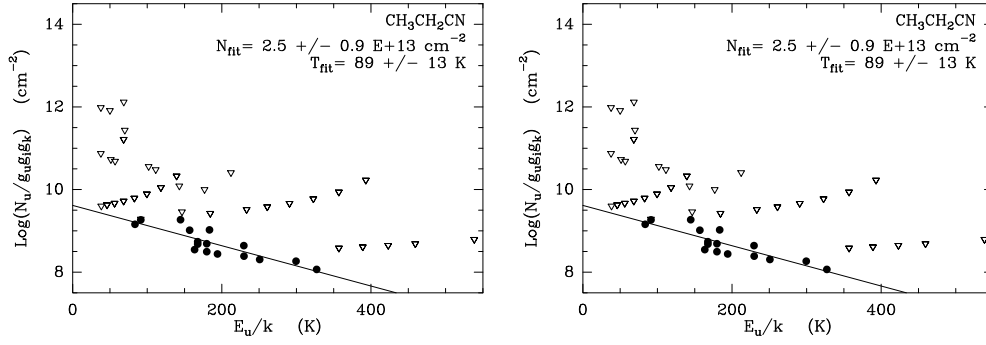 14
12
10
8
0
200
400
Log(Nu/gugigk) (cm−2)
Eu/k (K)
CH3CH2CN
Nfit= 2.5 +/− 0.9 E+13 cm−2
Tfit= 89 +/− 13 K
14
12
10
8
0
200
400
Log(Nu/gugigk) (cm−2)
Eu/k (K)
CH3CH2CN
Nfit= 2.5 +/− 0.9 E+13 cm−2
Tfit= 89 +/− 13 K